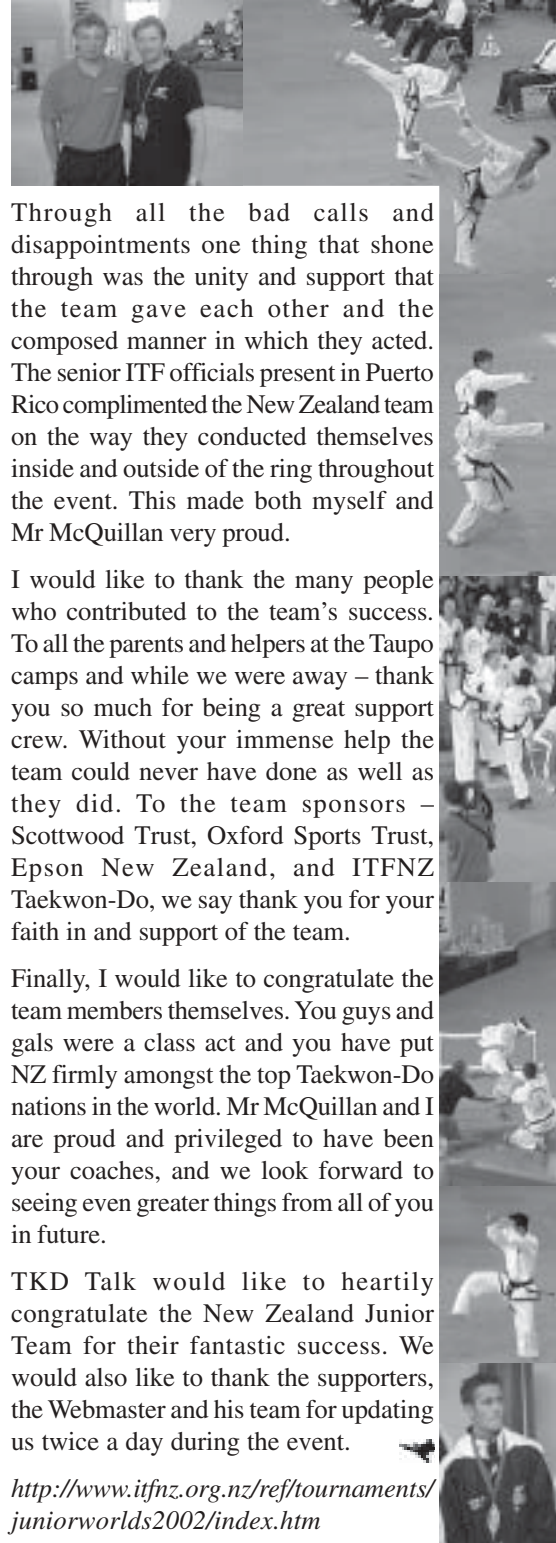 Through all the bad calls and
disappointments one thing that shone
through was the unity and support that
the team gave each other and the
composed manner in which they acted.
The senior ITF officials present in Puerto
Rico complimented the New Zealand team
on the way they conducted themselves
inside and outside of the ring throughout
the event. This made both myself and
Mr McQuillan very proud.
I would like to thank the many people
who contributed to the team’s success.
To all the parents and helpers at the Taupo
camps and while we were away – thank
you so much for being a great support
crew. Without your immense help the
team could never have done as well as
they did. To the team sponsors –
Scottwood Trust, Oxford Sports Trust,
Epson New Zealand, and ITFNZ
Taekwon-Do, we say thank you for your
faith in and support of the team.
Finally, I would like to congratulate the
team members themselves. You guys and
gals were a class act and you have put
NZ firmly amongst the top Taekwon-Do
nations in the world. Mr McQuillan and I
are proud and privileged to have been
your coaches, and we look forward to
seeing even greater things from all of you
in future.
TKD Talk would like to heartily
congratulate the New Zealand Junior
Team for their fantastic success. We
would also like to thank the supporters,
the Webmaster and his team for updating
us twice a day during the event.
http://www.itfnz.org.nz/ref/tournaments/
juniorworlds2002/index.htm